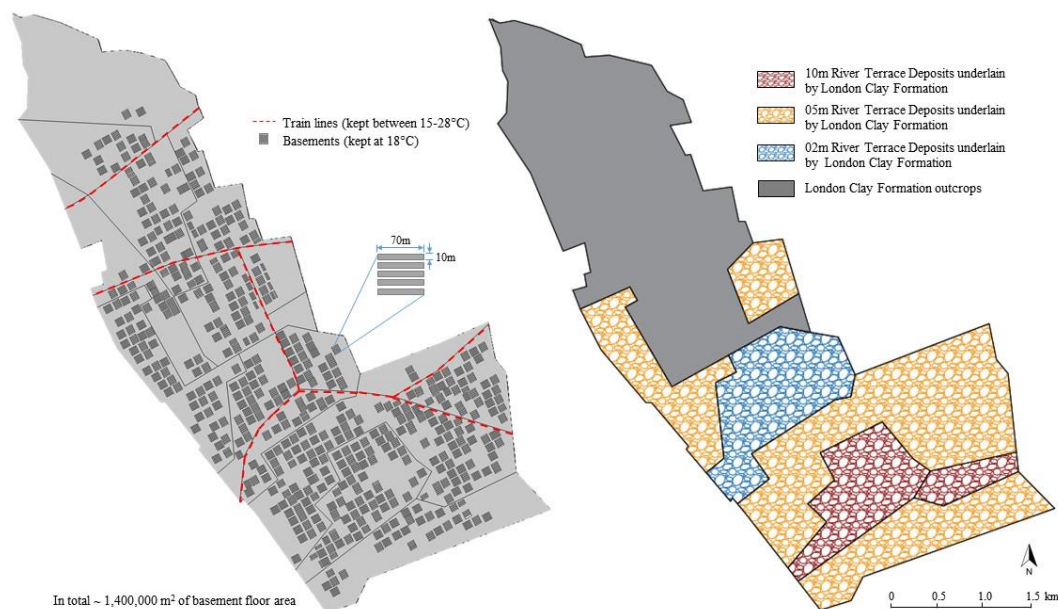 Train lines (kept between 15-28°C)
Basements (kept at 18°C)
70m
10m
In total ~ 1,400,000 m² of basement floor area
10m River Terrace Deposits underlain
by London Clay Formation
05m River Terrace Deposits underlain
by London Clay Formation
02m River Terrace Deposits underlain
by London Clay Formation
London Clay Formation outcrops
N
0 0.5 1.0 1.5 km